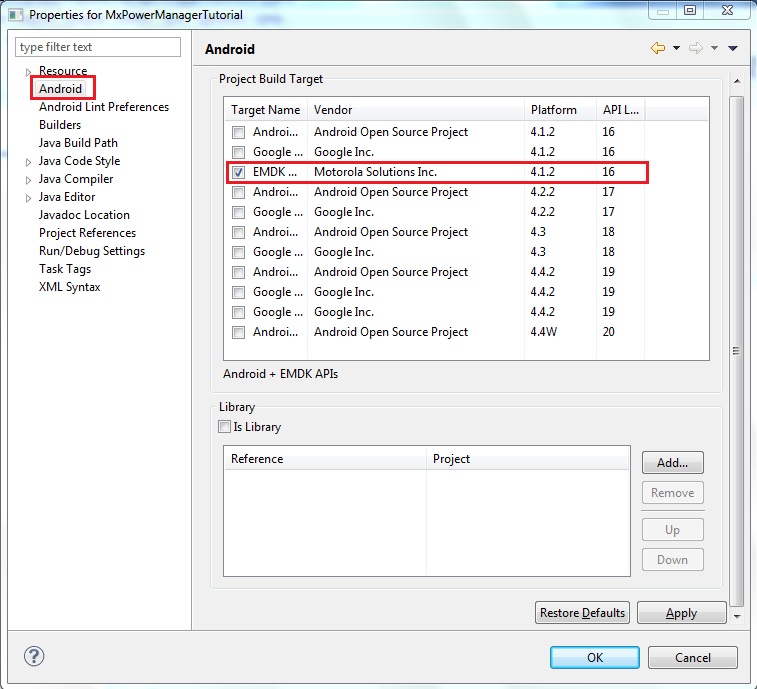 Properties for MxPowerManagerTutorial
type filter text
Resource
Android
Android Lint Preferences
Builders
Java Build Path
Java Code Style
Java Compiler
Java Editor
Javadoc Location
Project References
Run/Debug Settings
Task Tags
XML Syntax
Android
Project Build Target
Target Name Vendor Platform API L...
Androi... Android Open Source Project 4.1.2 16
Google ... Google Inc. 4.1.2 16
EMDK ... Motorola Solutions Inc. 4.1.2 16
Androi... Android Open Source Project 4.2.2 17
Google ... Google Inc. 4.2.2 17
Androi... Android Open Source Project 4.3 18
Google ... Google Inc. 4.3 18
Androi... Android Open Source Project 4.4.2 19
Google ... Google Inc. 4.4.2 19
Google ... Google Inc. 4.4.2 19
Androi... Android Open Source Project 4.4W 20
Android + EMDK APIs
Library
Is Library
Reference Project
Add...
Remove
Up
Down
Restore Defaults Apply
? OK Cancel